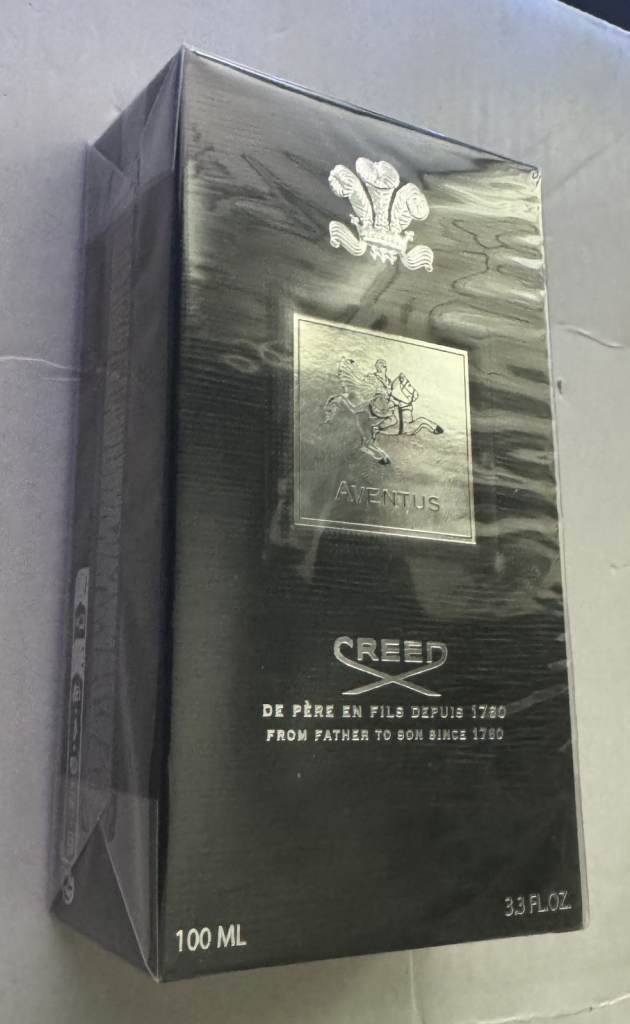 AVENTUS
CREED
DE PÈRE EN FILS DEPUIS 1760
FROM FATHER TO SON SINCE 1760
100 ML
3.3 FL.OZ.